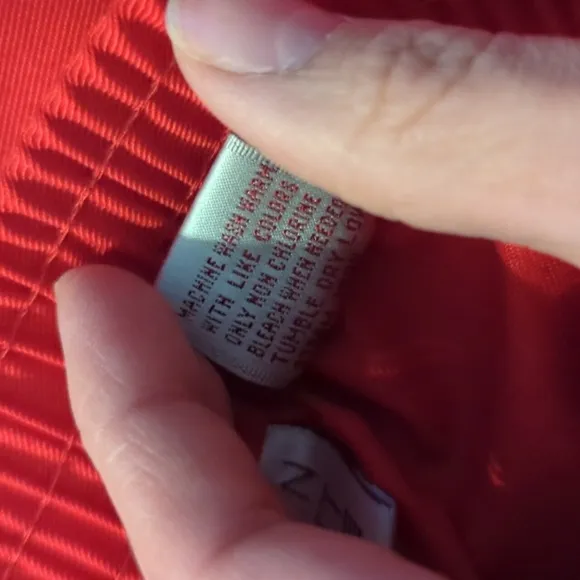 MACHINE WASH WARM
WITH LIKE COLORS
ONLY NON CHLORINE
BLEACH WHEN NEEDED
TUMBLE DRY LOW